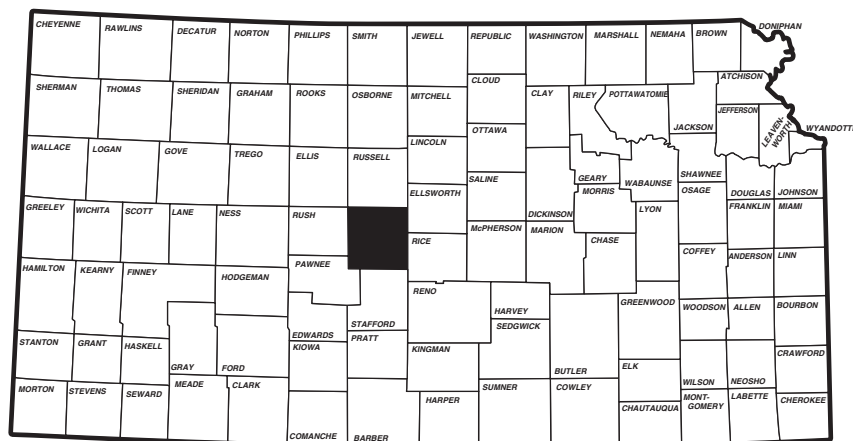 CHEYENNE
RAWLINS
DECATUR
NORTON
PHILLIPS
SMITH
JEWELL
REPUBLIC
WASHINGTON
MARSHALL
NEMAHA
BROWN
DONIPHAN
SHERMAN
THOMAS
SHERIDAN
GRAHAM
ROOKS
OSBORNE
MITCHELL
CLOUD
CLAY
RILEY
POTTAWATOMIE
ATCHISON
JACKSON
JEFFERSON
LEAVEN-
WORTH
WYANDOTT
LINCOLN
OTTAWA
WALLACE
LOGAN
GOVE
TREGO
ELLIS
RUSSELL
ELLSWORTH
SALINE
DICKINSON
GEARY
MORRIS
WABAUNSE
SHAWNEE
OSAGE
DOUGLAS
JOHNSON
GREELEY
WICHITA
SCOTT
LANE
NESS
RUSH
RICE
McPHERSON
MARION
CHASE
LYON
FRANKLIN
MIAMI
COFFEY
ANDERSON
LINN
HAMILTON
KEARNY
FINNEY
HODGEMAN
PAWNEE
STAFFORD
RENO
HARVEY
SEDGWICK
GREENWOOD
WOODSON
ALLEN
BOURBON
EDWARDS
KIOWA
PRATT
KINGMAN
BUTLER
ELK
WILSON
NEOSHO
CRAWFORD
STANTON
GRANT
HASKELL
GRAY
FORD
MORTON
STEVENS
SEWARD
MEADE
CLARK
COMANCHE
BARBER
HARPER
SUMNER
COWLEY
CHAUTAUQUA
MONT-
GOMERY
LABETTE
CHEROKEE